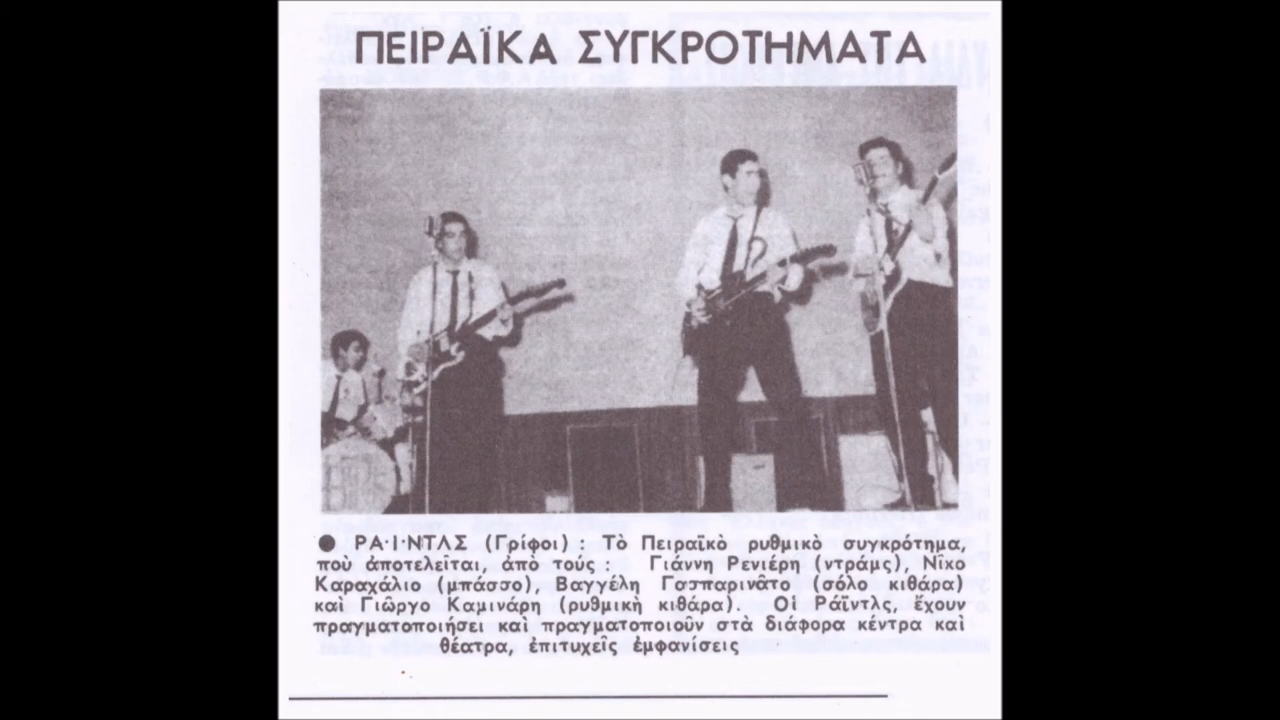 ΠΕΙΡΑΪΚΑ ΣΥΓΚΡΟΤΗΜΑΤΑ
● ΡΑ·Ι·ΝΤΛΣ (Γρίφοι) : Τὸ Πειραϊκὸ ρυθμικὸ συγκρότημα,
ποὺ ἀποτελεῖται, ἀπὸ τούς : Γιάννη Ρενιέρη (ντράμς), Νῖκο
Καραχάλιο (μπάσσο), Βαγγέλη Γασπαρινᾶτο (σόλο κιθάρα)
καὶ Γιῶργο Καμινάρη (ρυθμικὴ κιθάρα). Οἱ Ράϊντλς, ἔχουν
πραγματοποιήσει καὶ πραγματοποιοῦν στὰ διάφορα κέντρα καὶ
θέατρα, ἐπιτυχεῖς ἐμφανίσεις